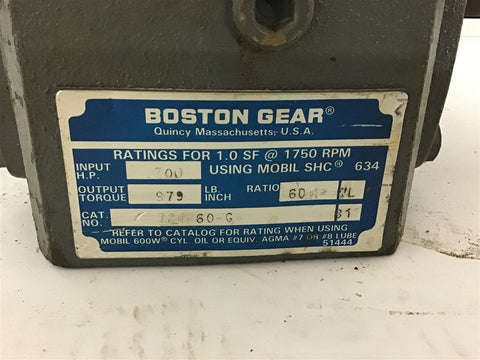 BOSTON GEAR®
Quincy Massachusetts, U.S.A.
RATINGS FOR 1.0 SF @ 1750 RPM
INPUT H.P. USING MOBIL SHC® 634
OUTPUT TORQUE 979 LB. INCH RATIO 60
CAT. NO. 60-G
REFER TO CATALOG FOR RATING WHEN USING
MOBIL 600W® CYL. OIL OR EQUIV. AGMA #7 OR #8 LUBE
51444